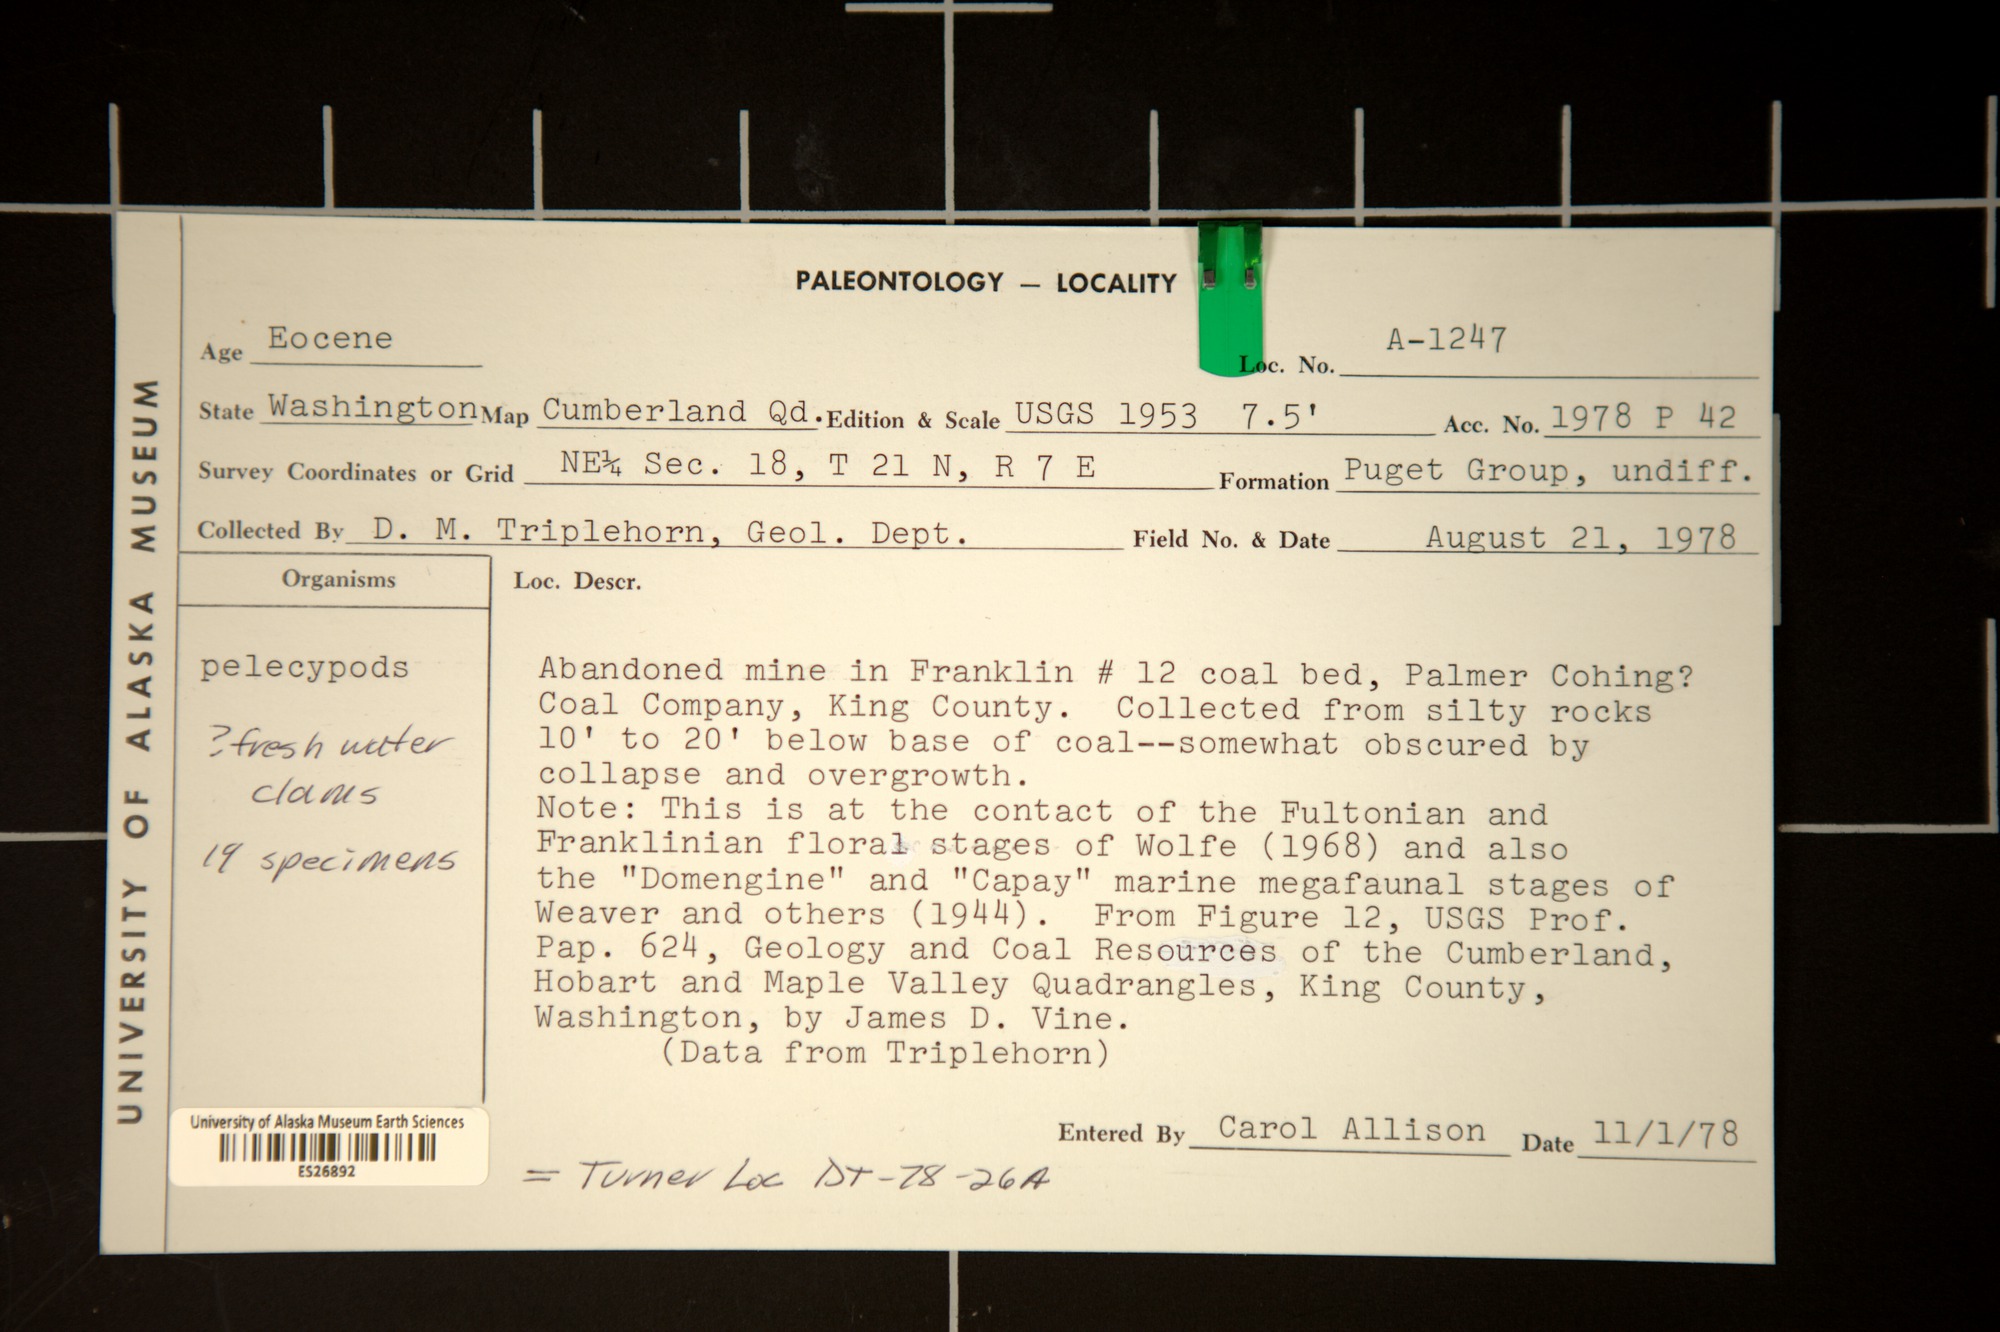 PALEONTOLOGY — LOCALITY
Age Eocene
Loc. No. A-1247
State Washington Map Cumberland Qd. Edition & Scale USGS 1953 7.5' Acc. No. 1978 P 42
Survey Coordinates or Grid NE¼ Sec. 18, T 21 N, R 7 E Formation Puget Group, undiff.
Collected By D. M. Triplehorn, Geol. Dept. Field No. & Date August 21, 1978
UNIVERSITY OF ALASKA MUSEUM
Organisms
pelecypods
?fresh water
clams
19 specimens
Loc. Descr.
Abandoned mine in Franklin # 12 coal bed, Palmer Cohing?
Coal Company, King County. Collected from silty rocks
10' to 20' below base of coal--somewhat obscured by
collapse and overgrowth.
Note: This is at the contact of the Fultonian and
Franklinian floral stages of Wolfe (1968) and also
the "Domengine" and "Capay" marine megafaunal stages of
Weaver and others (1944). From Figure 12, USGS Prof.
Pap. 624, Geology and Coal Resources of the Cumberland,
Hobart and Maple Valley Quadrangles, King County,
Washington, by James D. Vine.
(Data from Triplehorn)
Entered By Carol Allison Date 11/1/78
University of Alaska Museum Earth Sciences
ES26892
= Turner Loc DT-78-26A